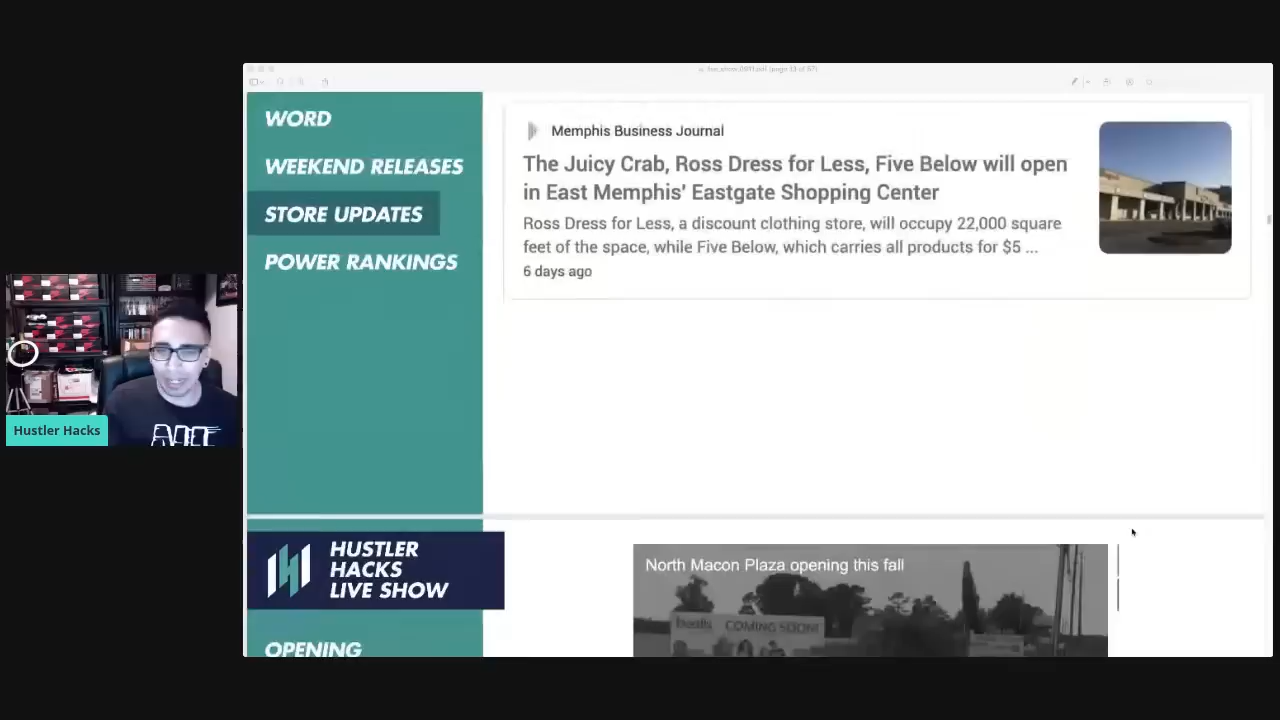 WORD
WEEKEND RELEASES
STORE UPDATES
POWER RANKINGS
Memphis Business Journal
The Juicy Crab, Ross Dress for Less, Five Below will open
in East Memphis' Eastgate Shopping Center
Ross Dress for Less, a discount clothing store, will occupy 22,000 square
feet of the space, while Five Below, which carries all products for $5 ...
6 days ago
Hustler Hacks
HUSTLER
HACKS
LIVE SHOW
North Macon Plaza opening this fall
bealls COMING SOON!
OPENING